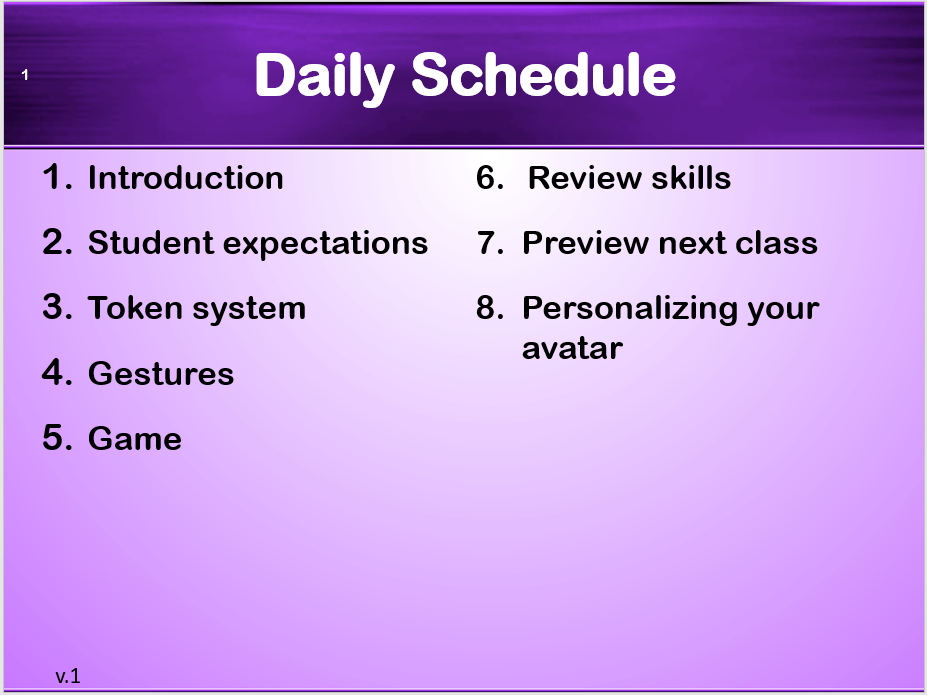 1
Daily Schedule
1. Introduction
2. Student expectations
3. Token system
4. Gestures
5. Game
6. Review skills
7. Preview next class
8. Personalizing your
avatar
v.1